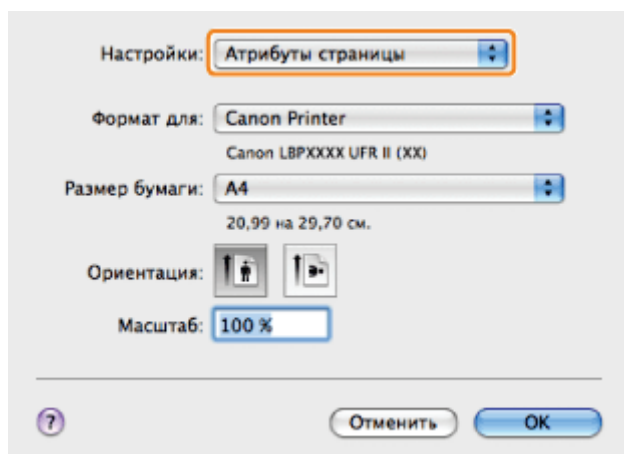 Настройки: Атрибуты страницы
Формат для: Canon Printer
Canon LBPXXXX UFR II (XX)
Размер бумаги: A4
20,99 на 29,70 см.
Ориентация:
Масштаб: 100 %
? Отменить OK